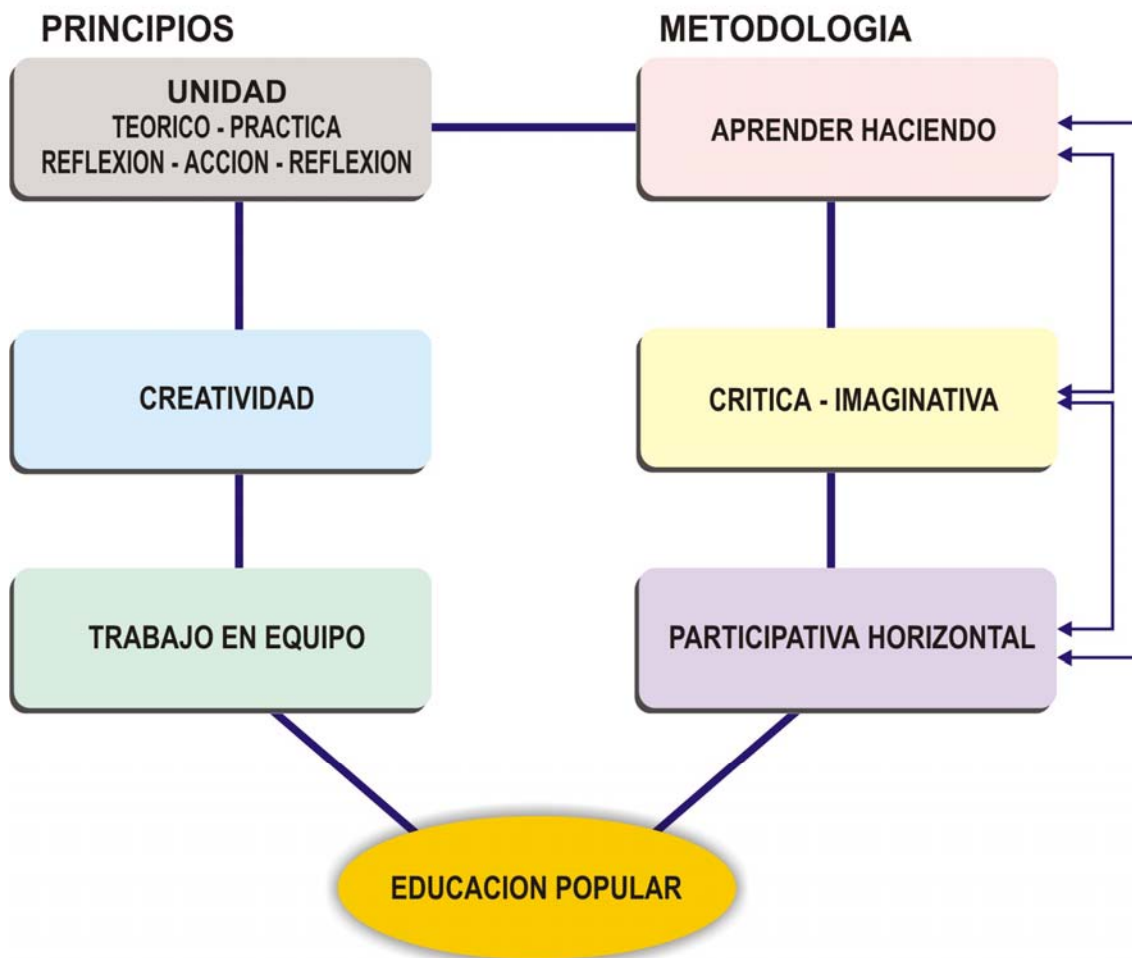 PRINCIPIOS
METODOLOGIA
UNIDAD
TEORICO - PRACTICA
REFLEXION - ACCION - REFLEXION
APRENDER HACIENDO
CREATIVIDAD
CRITICA - IMAGINATIVA
TRABAJO EN EQUIPO
PARTICIPATIVA HORIZONTAL
EDUCACION POPULAR